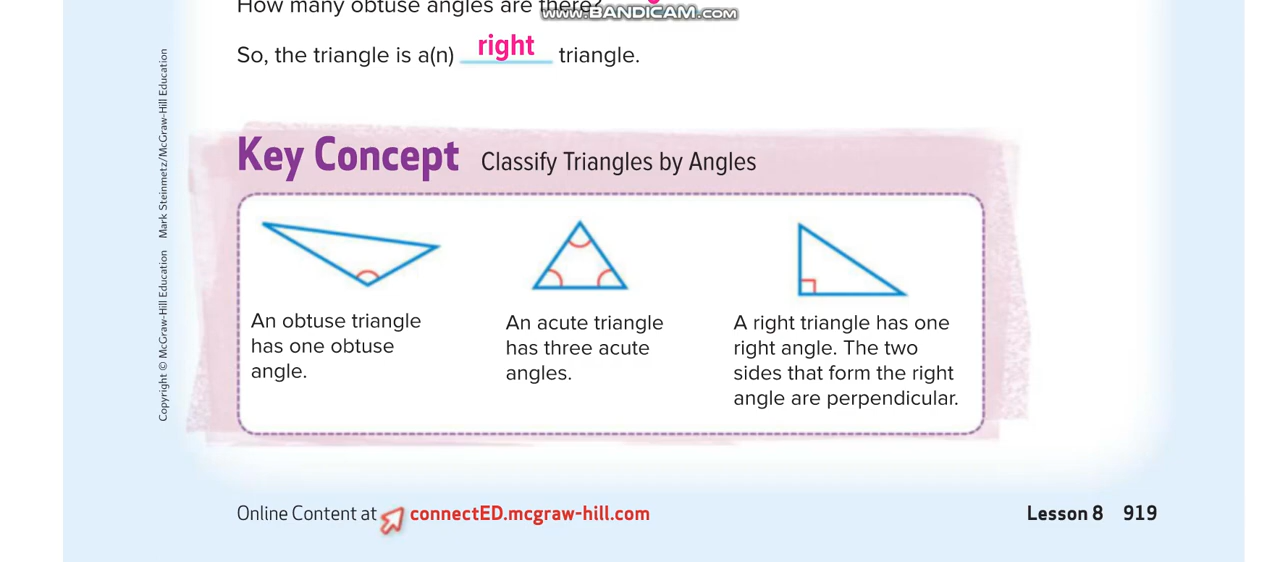 How many obtuse angles are there?
www.BANDICAM.com
So, the triangle is a(n) right triangle.
Copyright © McGraw-Hill Education Mark Steinmetz/McGraw-Hill Education
Key Concept Classify Triangles by Angles
An obtuse triangle
has one obtuse
angle.
An acute triangle
has three acute
angles.
A right triangle has one
right angle. The two
sides that form the right
angle are perpendicular.
Online Content at connectED.mcgraw-hill.com
Lesson 8 919